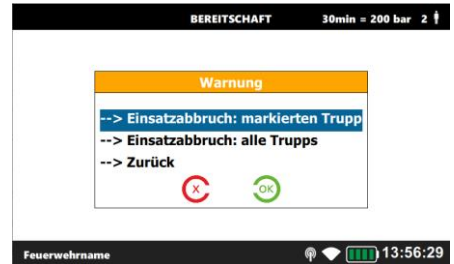 BEREITSCHAFT 30min = 200 bar 2
Warnung
--> Einsatzabbruch: markierten Trupp
--> Einsatzabbruch: alle Trupps
--> Zurück
X OK
Feuerwehrname 13:56:29